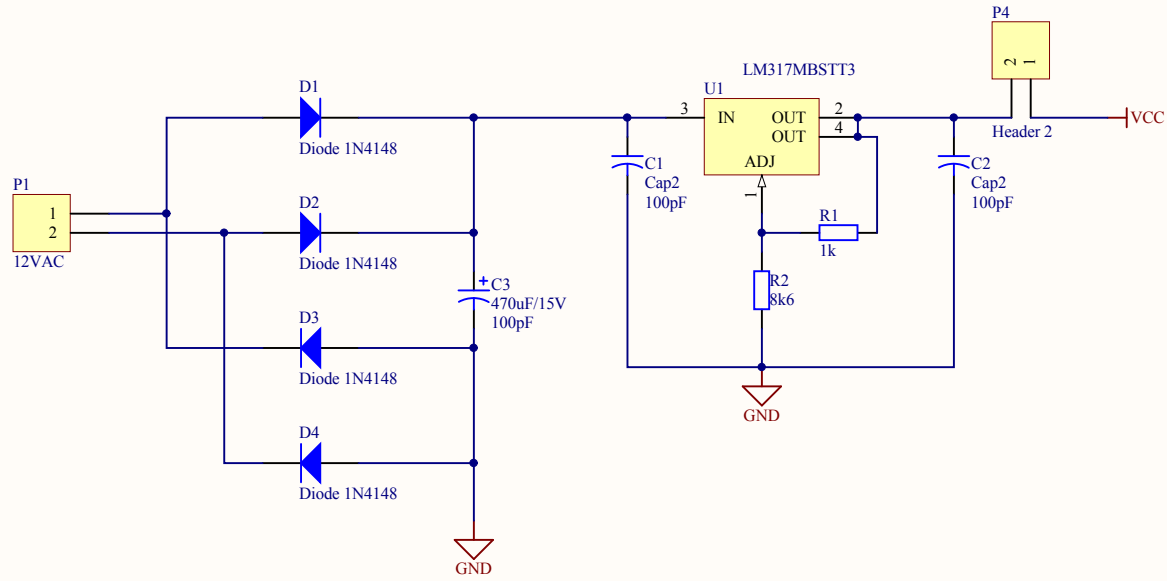 P1
1
2
12VAC
D1
Diode 1N4148
D2
Diode 1N4148
D3
Diode 1N4148
D4
Diode 1N4148
+
C3
470uF/15V
100pF
GND
C1
Cap2
100pF
LM317MBSTT3
U1
3
IN
OUT
2
OUT
4
ADJ
1
R1
1k
R2
8k6
GND
C2
Cap2
100pF
P4
2
1
Header 2
VCC